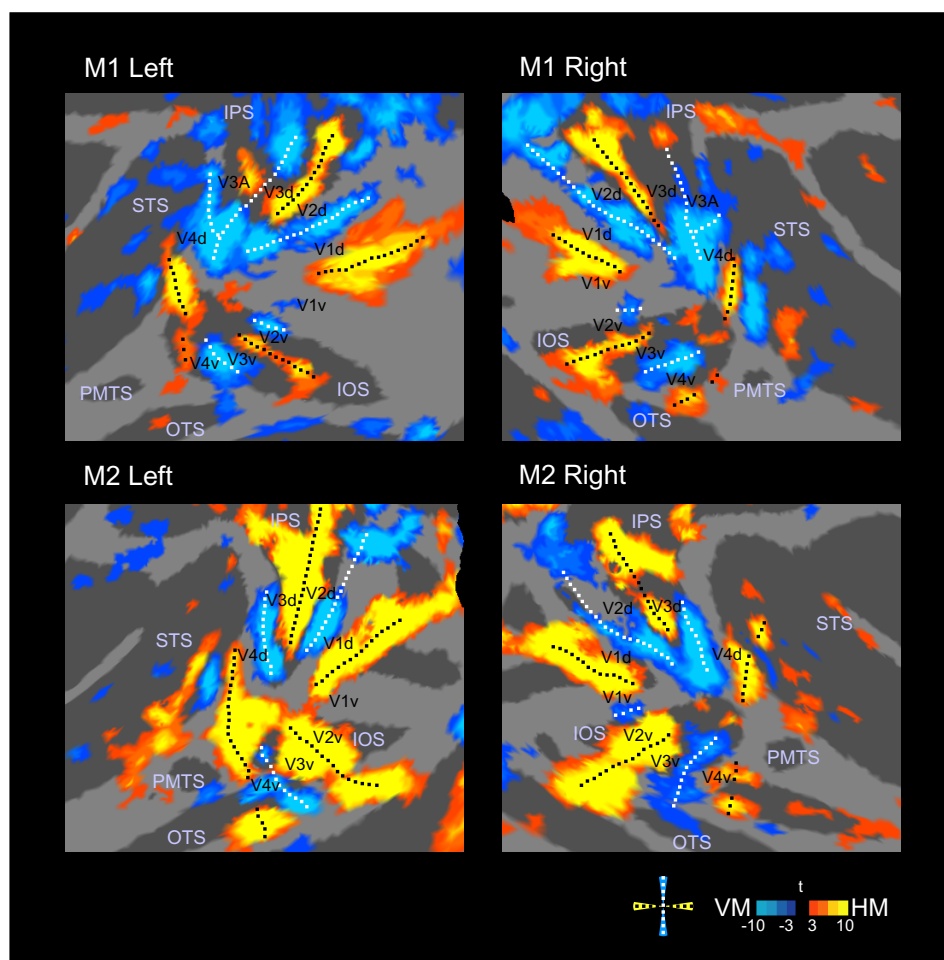 M1 Left
M1 Right
IPS
V3A
V3d
V2d
STS
V4d
V1d
V1v
V2v
V3v
V4v
IOS
PMTS
OTS
IPS
V2d
V3d
V3A
STS
V1d
V4d
V1v
V2v
IOS
V3v
V4v
PMTS
OTS
M2 Left
M2 Right
IPS
V3d
V2d
STS
V4d
V1d
V1v
V2v
IOS
V3v
PMTS
V4v
OTS
IPS
V2d
V3d
STS
V1d
V4d
V1v
IOS
V2v
V3v
PMTS
V4v
OTS
t
VM
HM
-10 -3 3 10